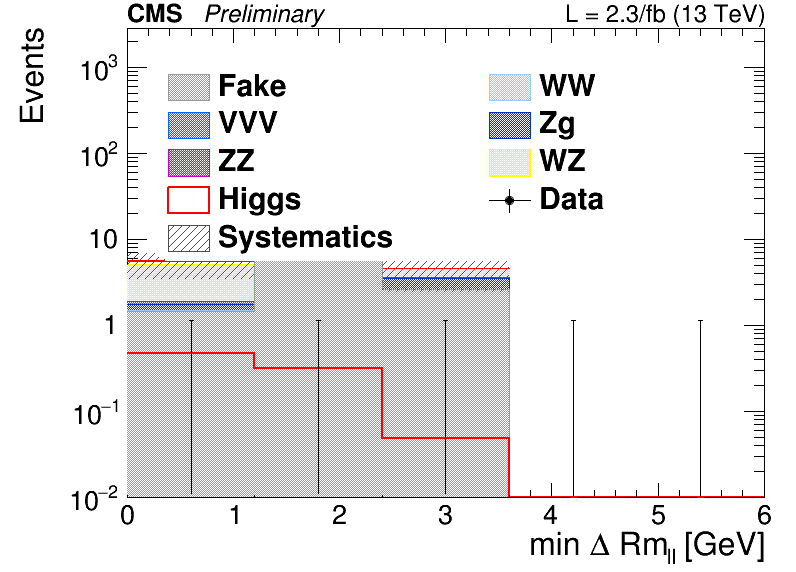 CMS Preliminary L = 2.3/fb (13 TeV)
Events
10³
10²
10
1
10⁻¹
10⁻²
Fake WW
VVV Zg
ZZ WZ
Higgs Data
Systematics
0 1 2 3 4 5 6
min Δ Rm_ll [GeV]